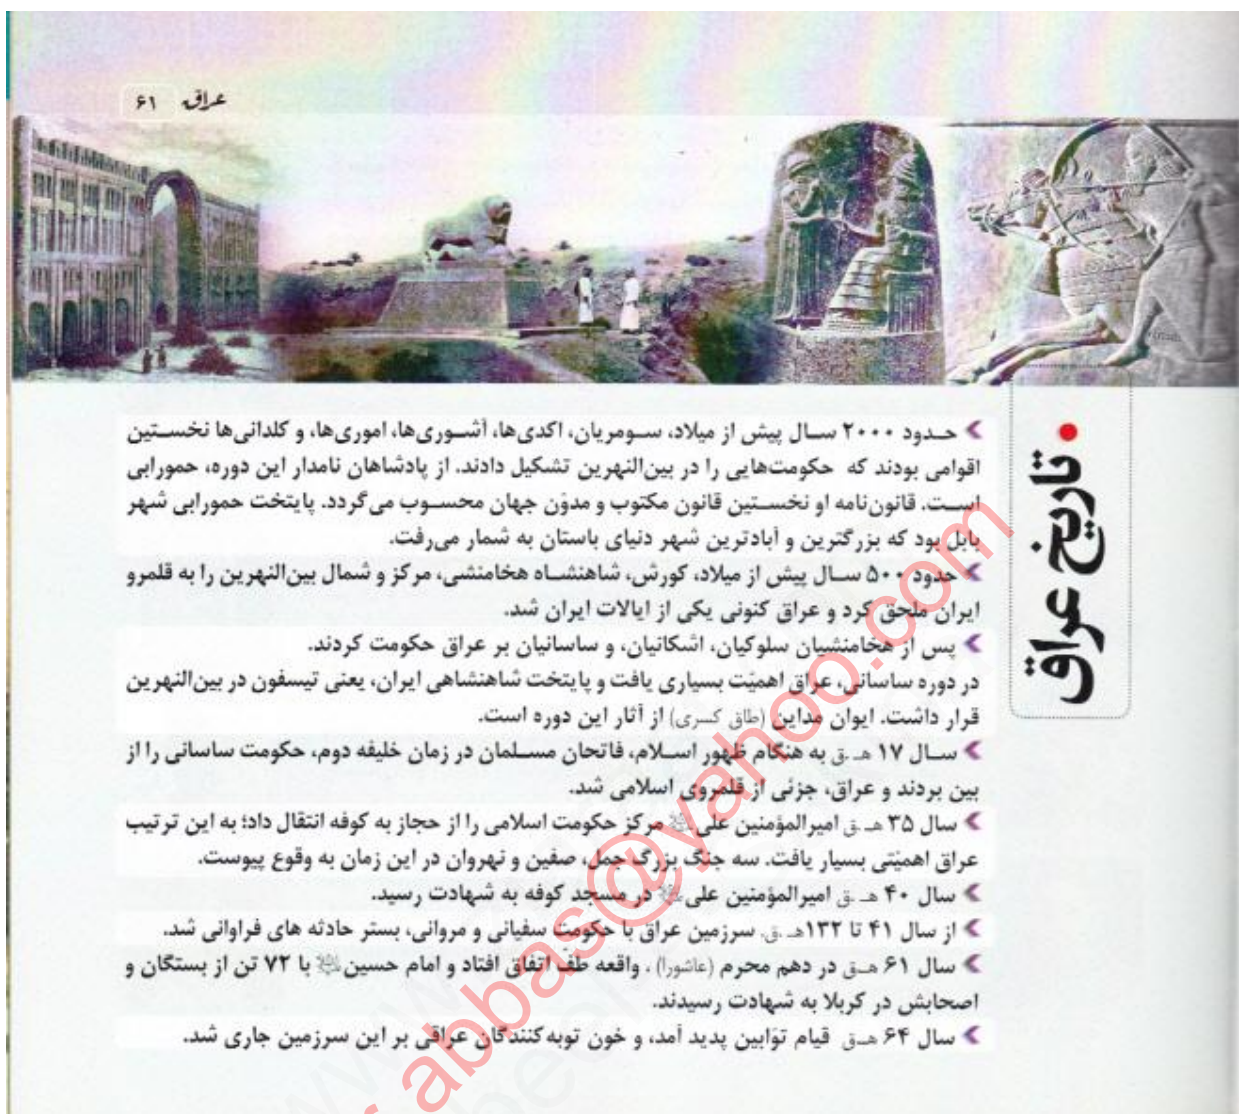 عراق ۶۱
تاریخ عراق
حدود ۲۰۰۰ سال پیش از میلاد، سومریان، اکدی‌ها، آشوری‌ها، اموری‌ها، و کلدانی‌ها نخستین
اقوامی بودند که حکومت‌هایی را در بین‌النهرین تشکیل دادند. از پادشاهان نامدار این دوره، حمورابی
است. قانون‌نامه او نخستین قانون مکتوب و مدوّن جهان محسوب می‌گردد. پایتخت حمورابی شهر
بابل بود که بزرگترین و آبادترین شهر دنیای باستان به شمار می‌رفت.
حدود ۵۰۰ سال پیش از میلاد، کورش، شاهنشاه هخامنشی، مرکز و شمال بین‌النهرین را به قلمرو
ایران ملحق کرد و عراق کنونی یکی از ایالات ایران شد.
پس از هخامنشیان سلوکیان، اشکانیان، و ساسانیان بر عراق حکومت کردند.
در دوره ساسانی، عراق اهمیّت بسیاری یافت و پایتخت شاهنشاهی ایران، یعنی تیسفون در بین‌النهرین
قرار داشت. ایوان مداین (طاق کسری) از آثار این دوره است.
سال ۱۷ هـ.ق به هنگام ظهور اسلام، فاتحان مسلمان در زمان خلیفه دوم، حکومت ساسانی را از
بین بردند و عراق، جزئی از قلمروی اسلامی شد.
سال ۳۵ هـ.ق امیرالمؤمنین علی مرکز حکومت اسلامی را از حجاز به کوفه انتقال داد؛ به این ترتیب
عراق اهمیّتی بسیار یافت. سه جنگ بزرگ جمل، صفین و نهروان در این زمان به وقوع پیوست.
سال ۴۰ هـ.ق امیرالمؤمنین علی در مسجد کوفه به شهادت رسید.
از سال ۴۱ تا ۱۳۲هـ.ق. سرزمین عراق با حکومت سفیانی و مروانی، بستر حادثه های فراوانی شد.
سال ۶۱ هـ.ق در دهم محرم (عاشورا) ، واقعه طفّ اتفاق افتاد و امام حسین با ۷۲ تن از بستگان و
اصحابش در کربلا به شهادت رسیدند.
سال ۶۴ هـ.ق قیام توّابین پدید آمد، و خون توبه‌کنندگان عراقی بر این سرزمین جاری شد.
abbas@yahoo.com